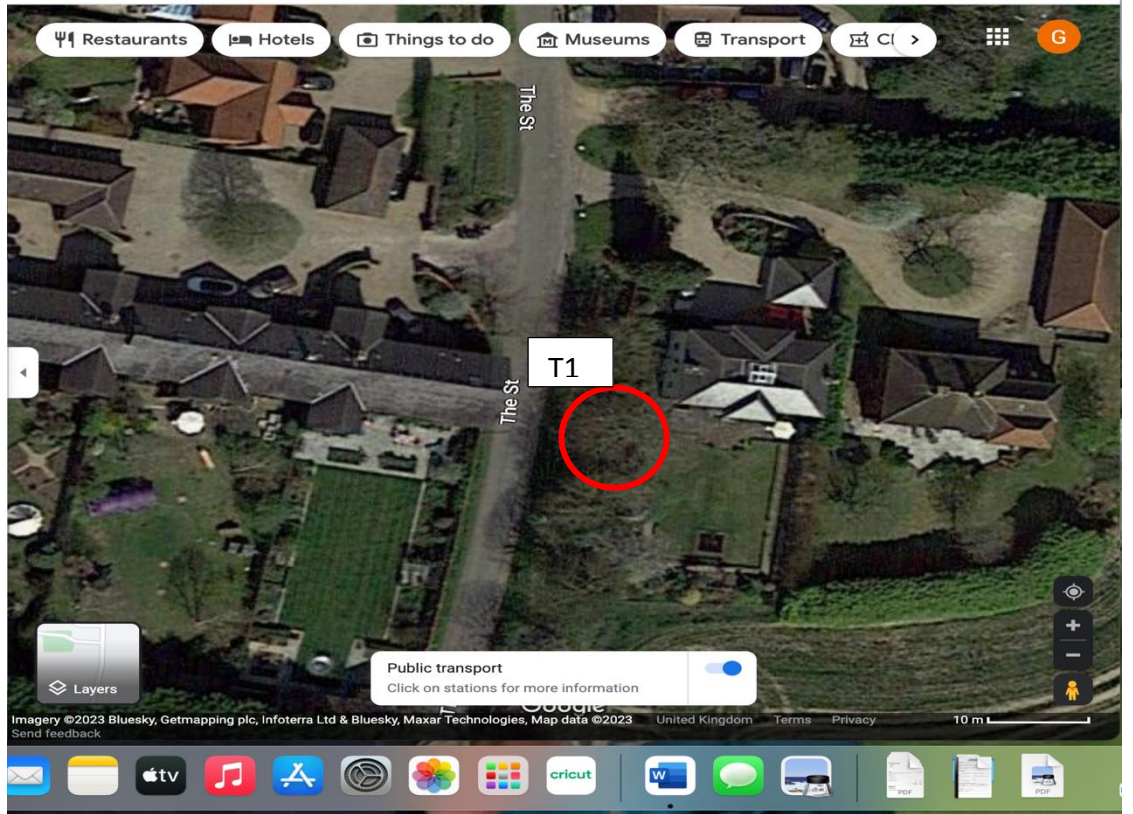 Restaurants
Hotels
Things to do
Museums
Transport
G
The St
T1
The St
Layers
Public transport
Click on stations for more information
Google
Imagery ©2023 Bluesky, Getmapping plc, Infoterra Ltd & Bluesky, Maxar Technologies, Map data ©2023 United Kingdom Terms Privacy 10 m
Send feedback
tv
cricut
W
PDF
PDF